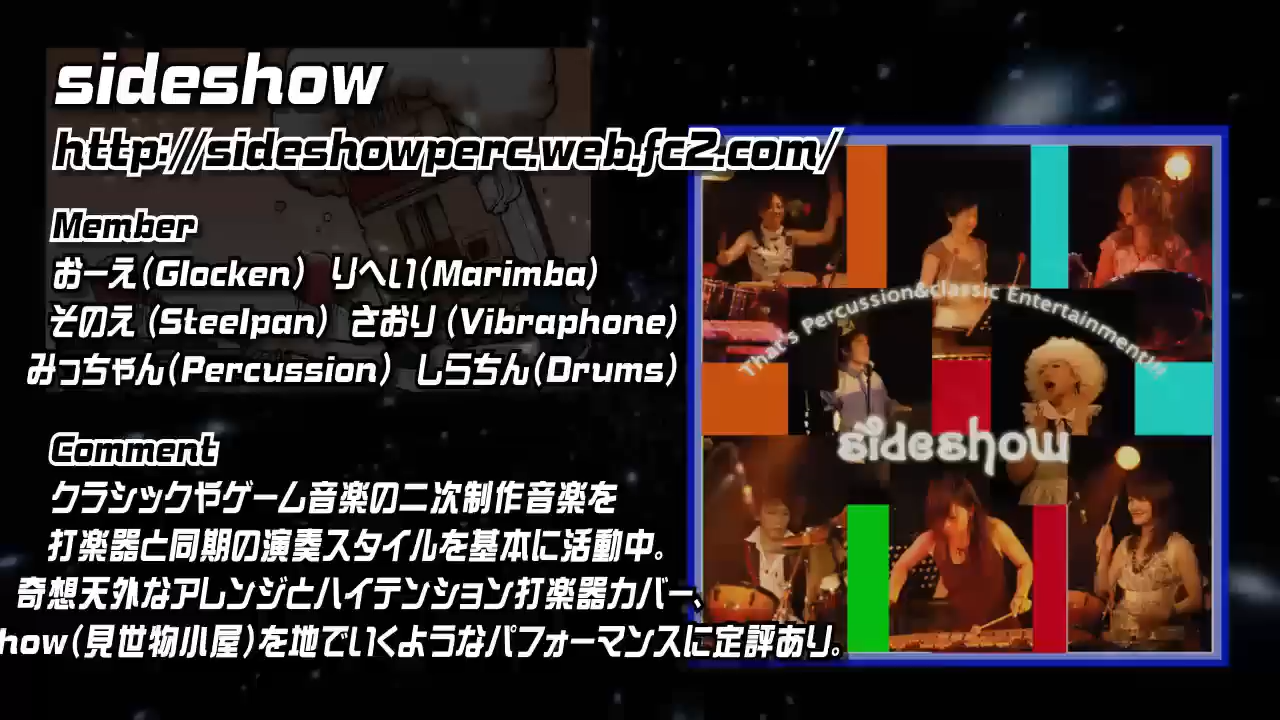 sideshow
http://sideshowperc.web.fc2.com/
Member
おーえ(Glocken) りへい(Marimba)
そのえ (Steelpan) さおり (Vibraphone)
みっちゃん(Percussion) しらちん(Drums)
Comment
クラシックやゲーム音楽の二次制作音楽を
打楽器と同期の演奏スタイルを基本に活動中。
奇想天外なアレンジとハイテンション打楽器カバー、
how(見世物小屋)を地でいくようなパフォーマンスに定評あり。
That's Percussion&classic Entertainment!!
sideshow